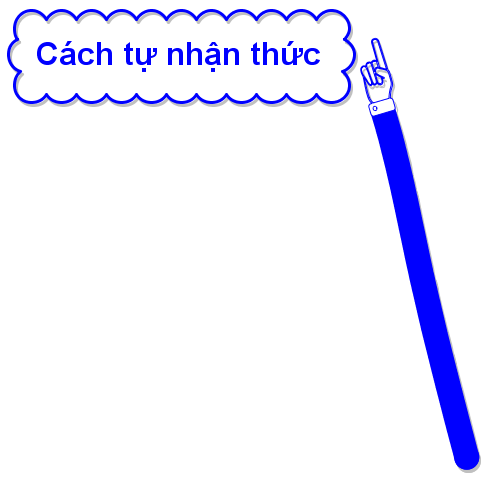 Cách tự nhận thức